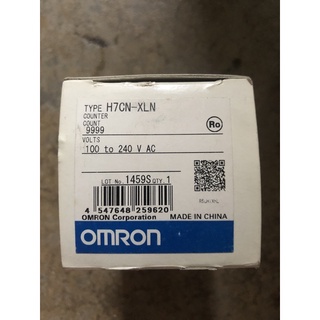 TYPE H7CN-XLN
COUNTER
COUNT
9999
VOLTS
100 to 240 V AC
Ro
LOT No. 1459S QTY. 1
4 547648 259620
OMRON Corporation
MADE IN CHINA
OMRON